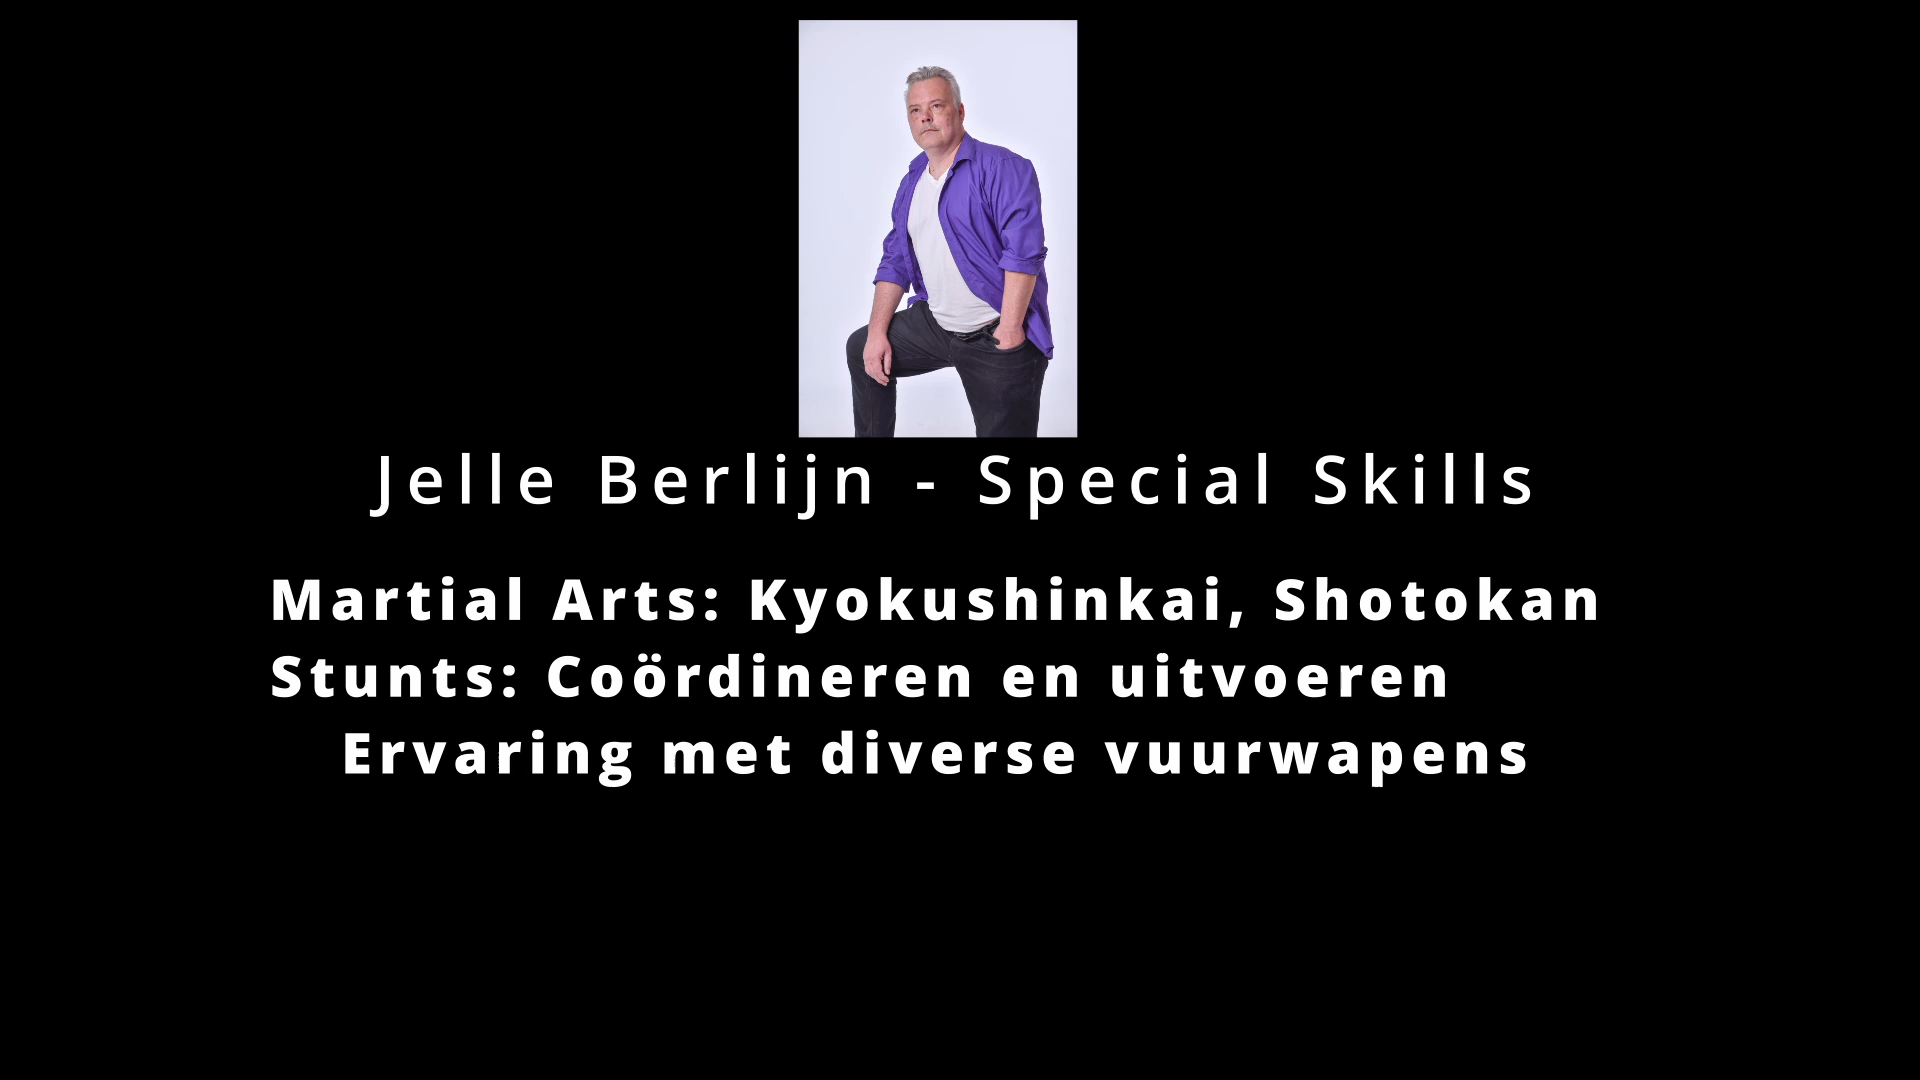 Jelle Berlijn - Special Skills
Martial Arts: Kyokushinkai, Shotokan
Stunts: Coördineren en uitvoeren
Ervaring met diverse vuurwapens